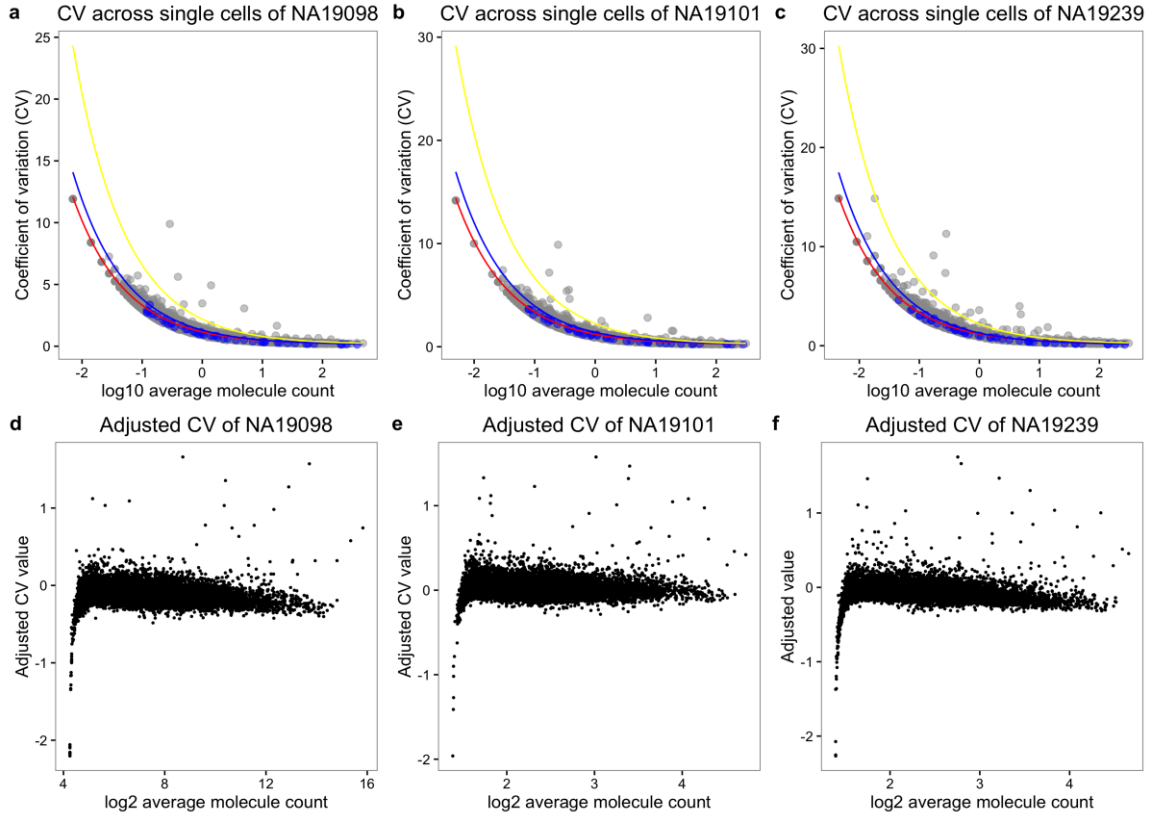 a CV across single cells of NA19098
b CV across single cells of NA19101
c CV across single cells of NA19239
Coefficient of variation (CV)
25
20
15
10
5
0
-2 -1 0 1 2
log10 average molecule count
Coefficient of variation (CV)
30
20
10
0
-2 -1 0 1 2
log10 average molecule count
Coefficient of variation (CV)
30
20
10
0
-2 -1 0 1 2
log10 average molecule count
d Adjusted CV of NA19098
e Adjusted CV of NA19101
f Adjusted CV of NA19239
Adjusted CV value
1
0
-1
-2
4 8 12 16
log2 average molecule count
Adjusted CV value
1
0
-1
-2
2 3 4
log2 average molecule count
Adjusted value
1
0
-1
-2
2 3 4
log2 average molecule count